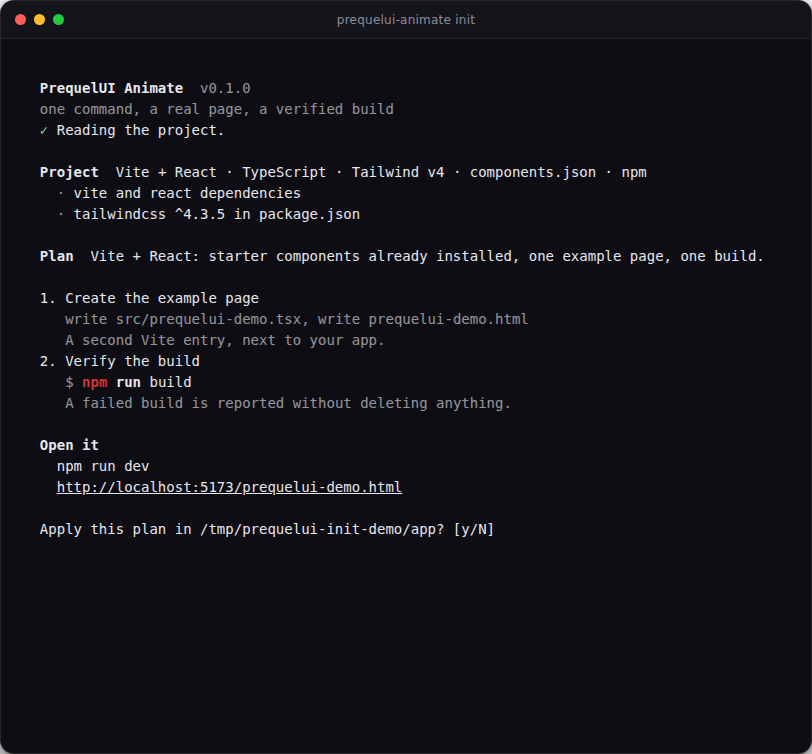 prequelui-animate init
PrequelUI Animate  v0.1.0
one command, a real page, a verified build
✓ Reading the project.
Project  Vite + React · TypeScript · Tailwind v4 · components.json · npm
· vite and react dependencies
· tailwindcss ^4.3.5 in package.json
Plan  Vite + React: starter components already installed, one example page, one build.
1. Create the example page
write src/prequelui-demo.tsx, write prequelui-demo.html
A second Vite entry, next to your app.
2. Verify the build
$ npm run build
A failed build is reported without deleting anything.
Open it
npm run dev
http://localhost:5173/prequelui-demo.html
Apply this plan in /tmp/prequelui-init-demo/app? [y/N]